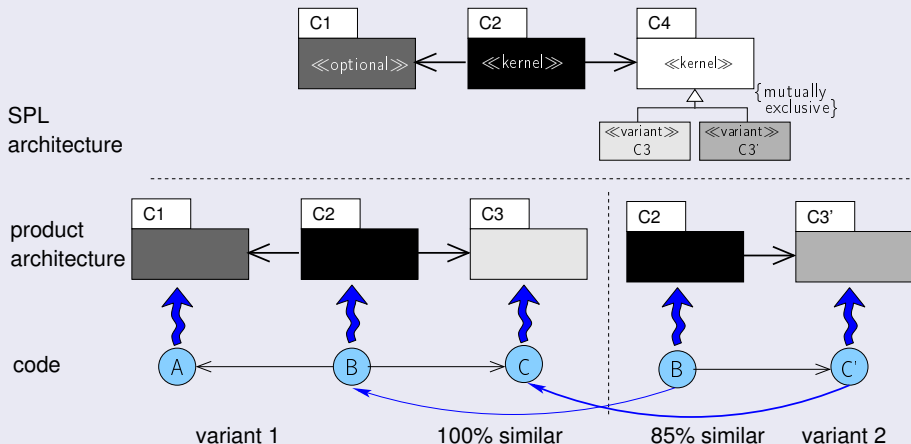 C1
C2
C4
≪optional≫
≪kernel≫
≪kernel≫
{mutually
exclusive}
SPL
architecture
≪variant≫
C3
≪variant≫
C3'
C1
C2
C3
C2
C3'
product
architecture
code
A
B
C
B
C'
variant 1
100% similar
85% similar
variant 2